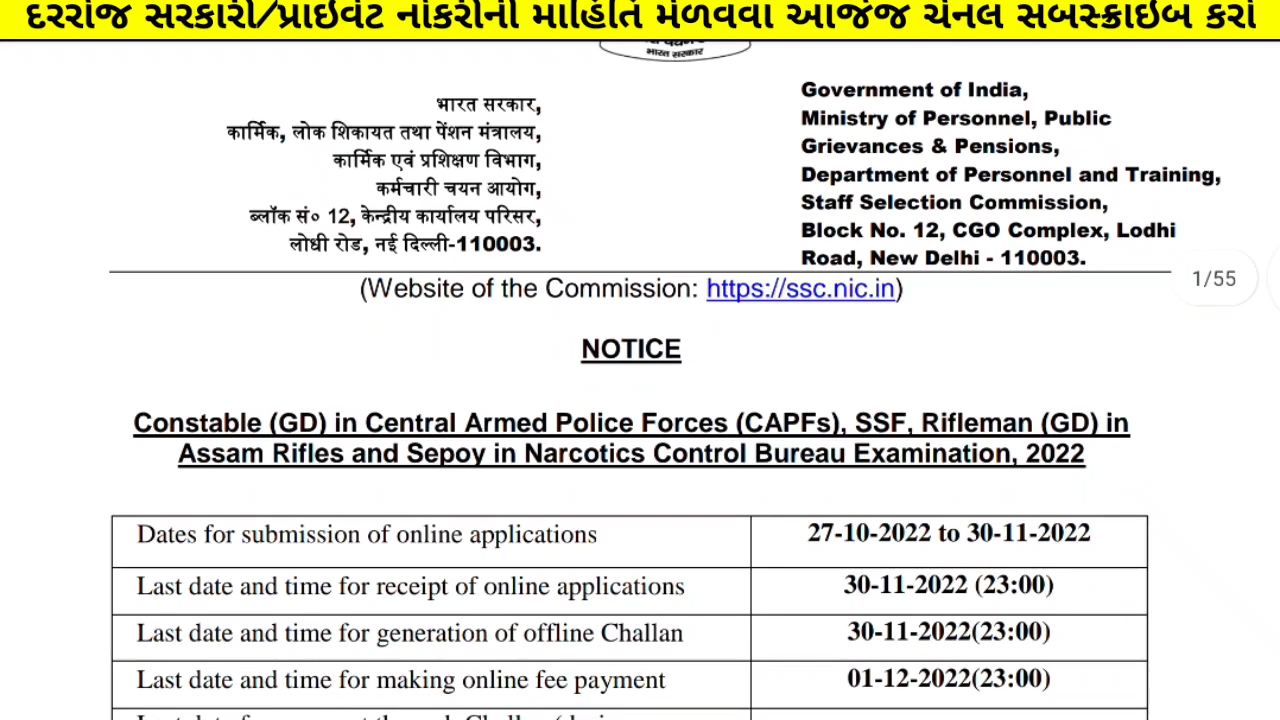 દરરોજ સરકારી/પ્રાઇવેટ નોકરીની માહિતિ મેળવવા આજેજ ચેનલ સબસ્ક્રાઇબ કરો
भारत सरकार
भारत सरकार,
कार्मिक, लोक शिकायत तथा पेंशन मंत्रालय,
कार्मिक एवं प्रशिक्षण विभाग,
कर्मचारी चयन आयोग,
ब्लॉक सं० 12, केन्द्रीय कार्यालय परिसर,
लोधी रोड, नई दिल्ली-110003.
Government of India,
Ministry of Personnel, Public
Grievances & Pensions,
Department of Personnel and Training,
Staff Selection Commission,
Block No. 12, CGO Complex, Lodhi
Road, New Delhi - 110003.
1/55
(Website of the Commission: https://ssc.nic.in)
NOTICE
Constable (GD) in Central Armed Police Forces (CAPFs), SSF, Rifleman (GD) in
Assam Rifles and Sepoy in Narcotics Control Bureau Examination, 2022
Dates for submission of online applications 27-10-2022 to 30-11-2022
Last date and time for receipt of online applications 30-11-2022 (23:00)
Last date and time for generation of offline Challan 30-11-2022(23:00)
Last date and time for making online fee payment 01-12-2022(23:00)